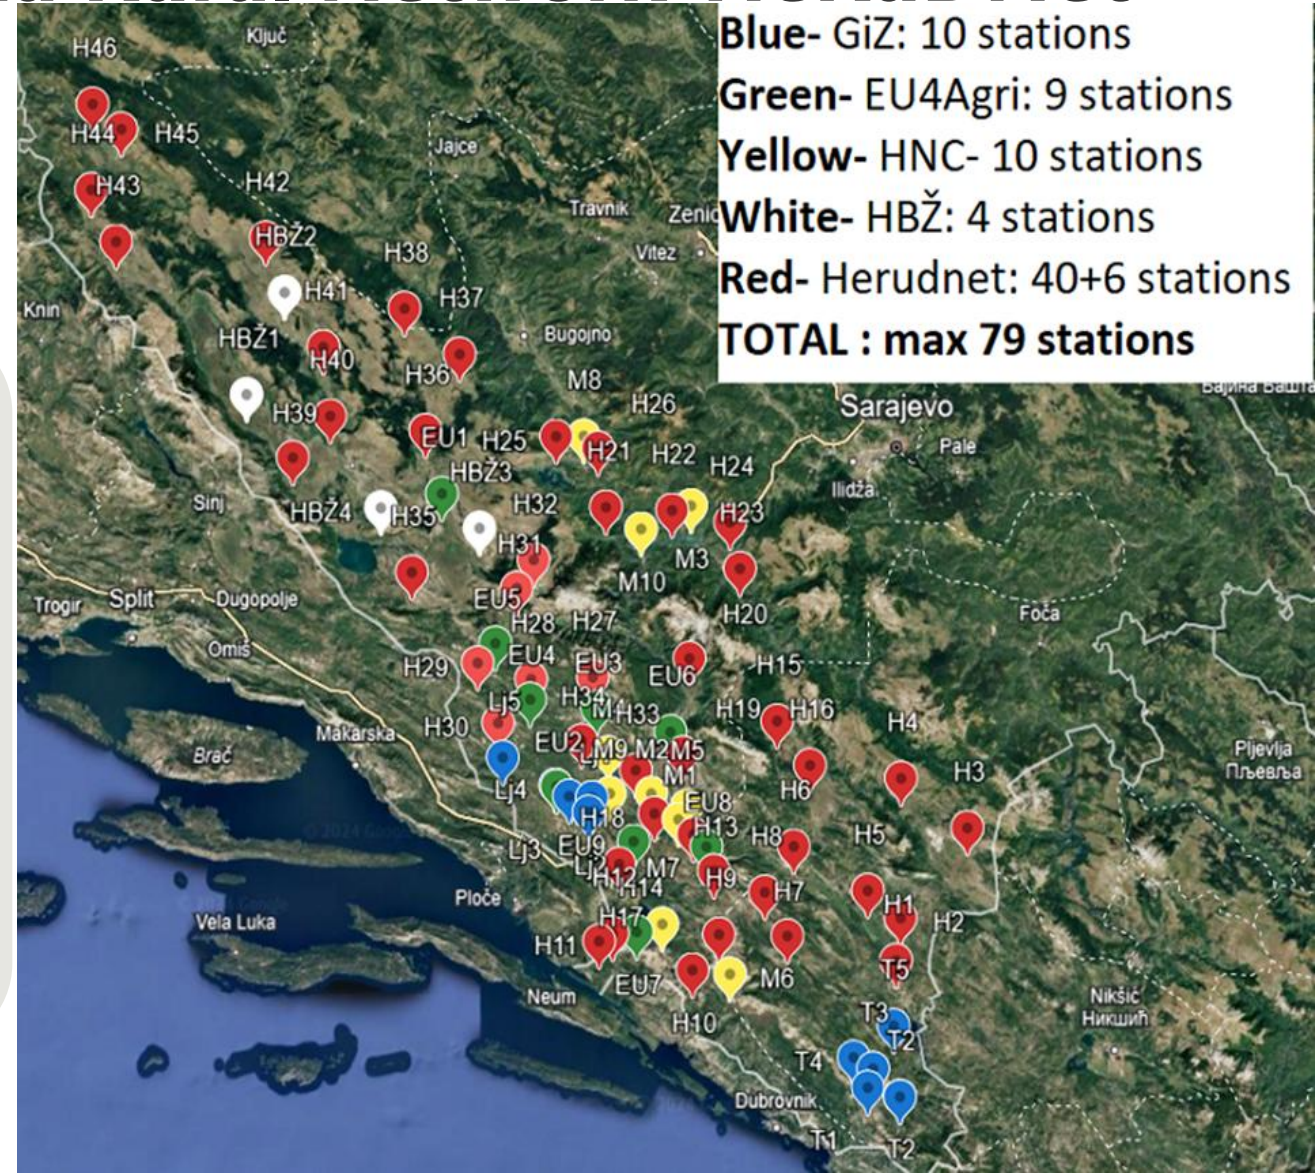 Blue- GiZ: 10 stations
Green- EU4Agri: 9 stations
Yellow- HNC- 10 stations
White- HBŽ: 4 stations
Red- Herudnet: 40+6 stations
TOTAL : max 79 stations
Ključ
H46
H44
H45
Jajce
H43
H42
Travnik
Vitez
HBŽ2
H38
H41
H37
Knin
HBŽ1
Bugojno
H40
H36
M8
H26
Sarajevo
H39
EU1
H25
H21
H22
H24
Pale
HBŽ3
Ilidža
Sinj
HBŽ4
H35
H32
H23
H31
M3
M10
Trogir
Split
Dugopolje
EU5
H20
Foča
H28
H27
Omiš
H29
EU4
EU3
EU6
H15
Lj5
H34
M4
H33
H19
H16
H4
H30
Makarska
EU2
M9
M2
M5
Brač
Pljevlja
Пљевља
M1
H3
Lj4
H6
EU8
H18
H13
H8
H5
Lj3
EU9
Lj2
H12
M7
H14
H9
H7
Ploče
H1
H2
Vela Luka
H17
H11
T5
Neum
EU7
M6
Nikšić
Никшић
T3
H10
T2
T4
Dubrovnik
T1
T2